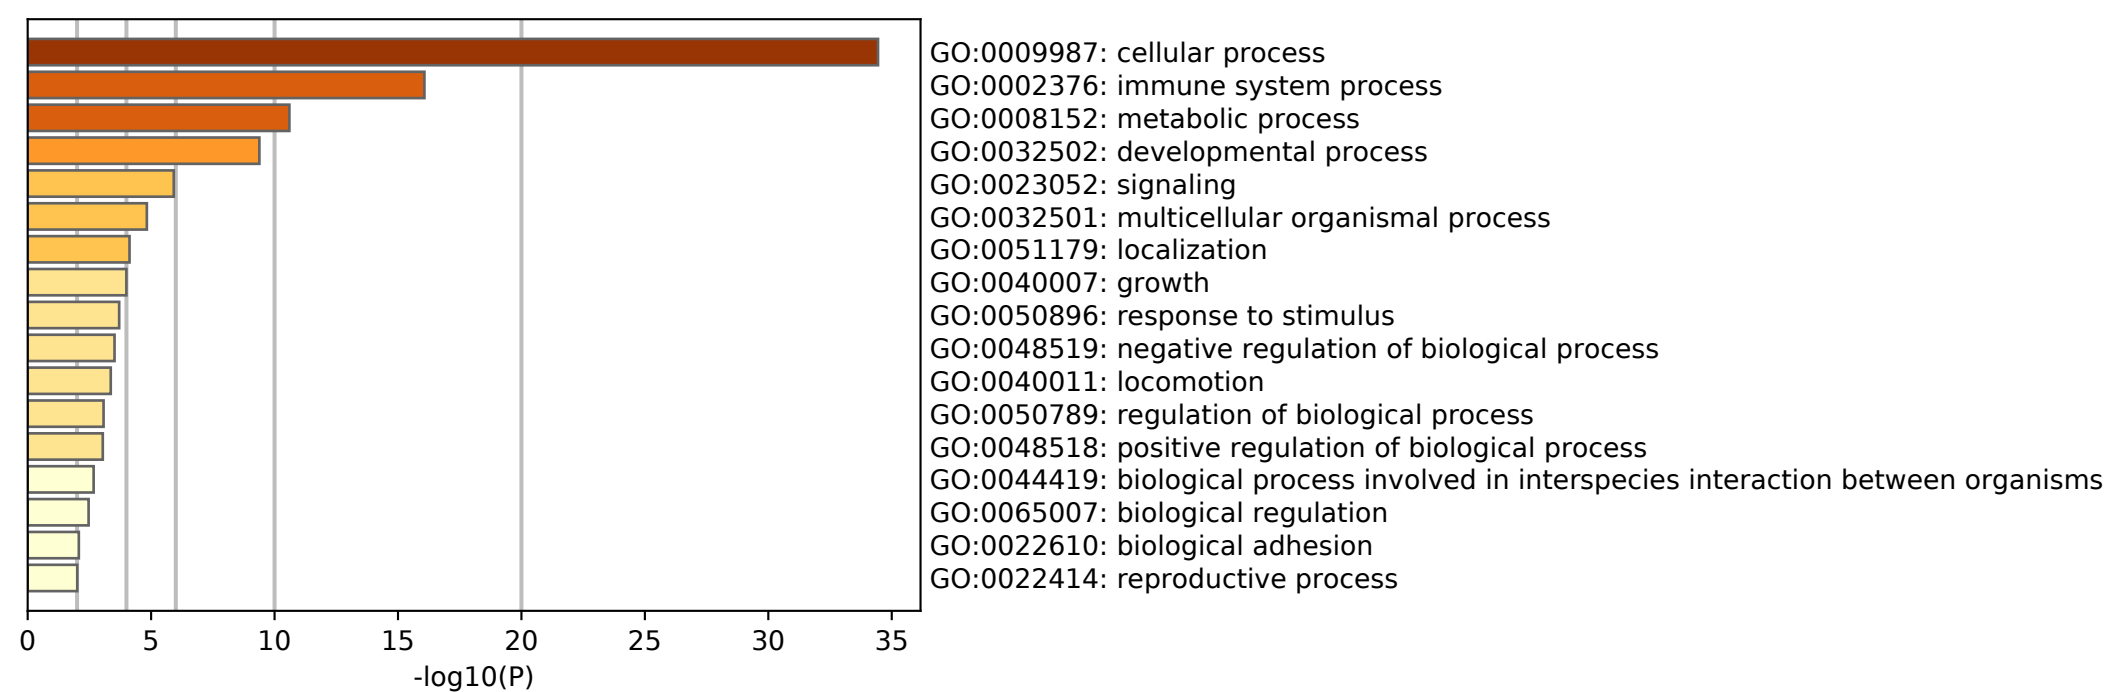 GO:0009987: cellular process
GO:0002376: immune system process
GO:0008152: metabolic process
GO:0032502: developmental process
GO:0023052: signaling
GO:0032501: multicellular organismal process
GO:0051179: localization
GO:0040007: growth
GO:0050896: response to stimulus
GO:0048519: negative regulation of biological process
GO:0040011: locomotion
GO:0050789: regulation of biological process
GO:0048518: positive regulation of biological process
GO:0044419: biological process involved in interspecies interaction between organisms
GO:0065007: biological regulation
GO:0022610: biological adhesion
GO:0022414: reproductive process
0 5 10 15 20 25 30 35
-log10(P)